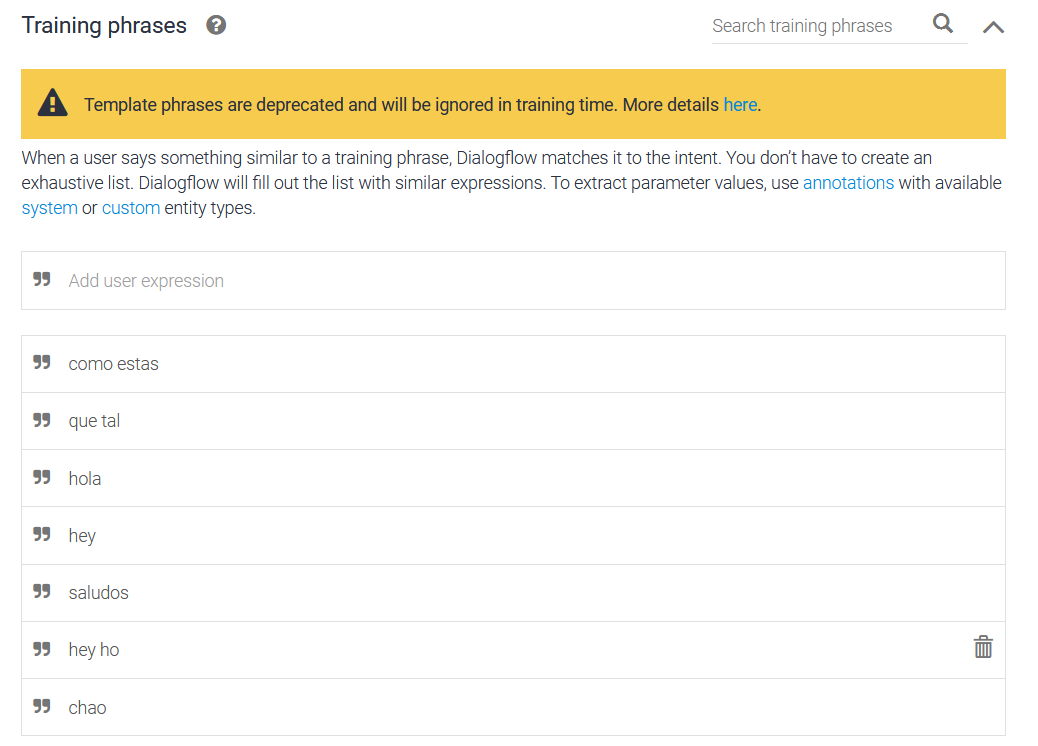 Training phrases ?
Search training phrases
Template phrases are deprecated and will be ignored in training time. More details here.
When a user says something similar to a training phrase, Dialogflow matches it to the intent. You don’t have to create an
exhaustive list. Dialogflow will fill out the list with similar expressions. To extract parameter values, use annotations with available
system or custom entity types.
Add user expression
como estas
que tal
hola
hey
saludos
hey ho
chao